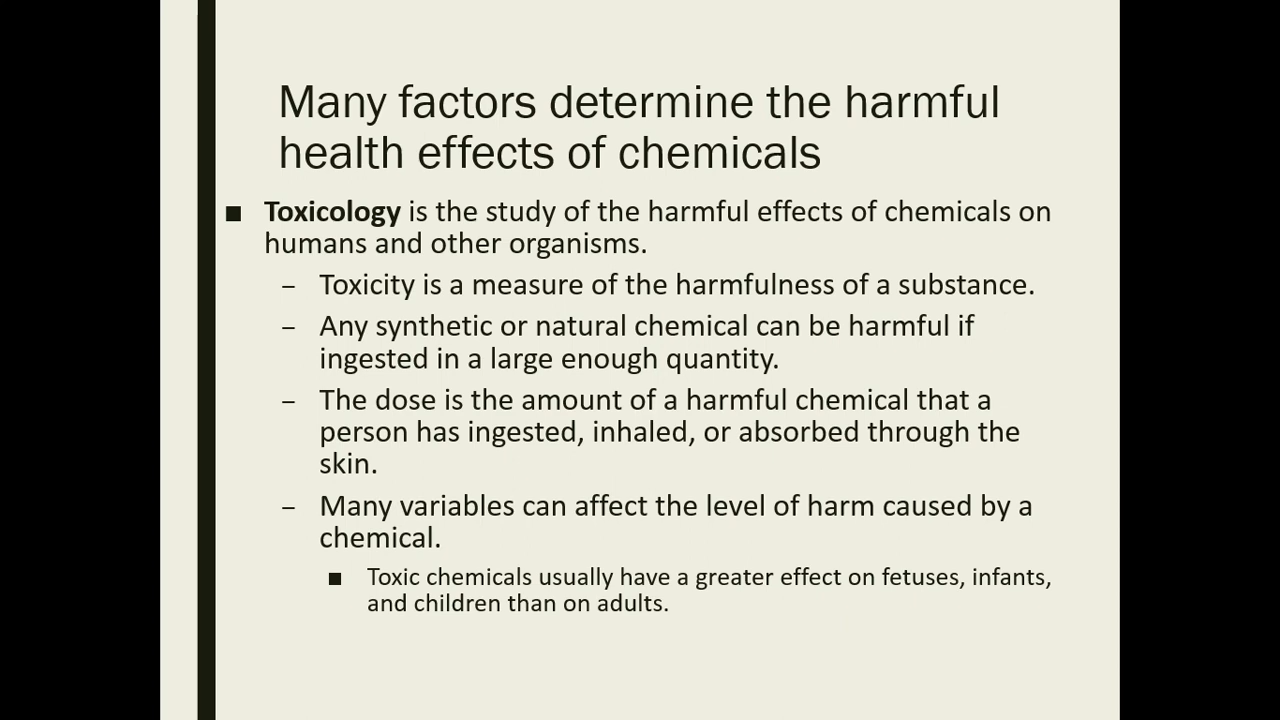 Many factors determine the harmful
health effects of chemicals
■ Toxicology is the study of the harmful effects of chemicals on
humans and other organisms.
– Toxicity is a measure of the harmfulness of a substance.
– Any synthetic or natural chemical can be harmful if
ingested in a large enough quantity.
– The dose is the amount of a harmful chemical that a
person has ingested, inhaled, or absorbed through the
skin.
– Many variables can affect the level of harm caused by a
chemical.
■ Toxic chemicals usually have a greater effect on fetuses, infants,
and children than on adults.